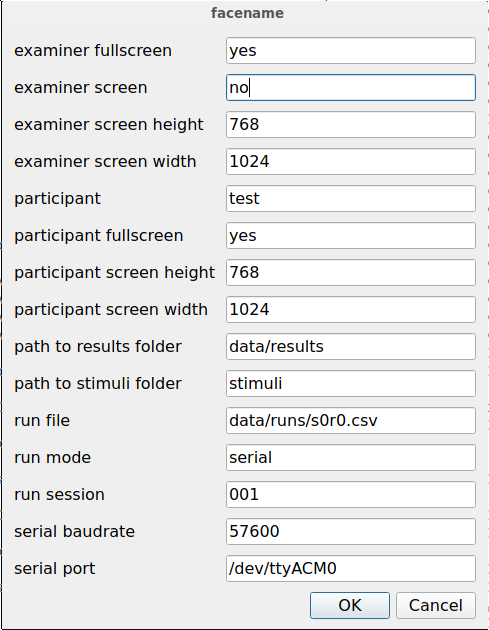 facename
examiner fullscreen yes
examiner screen no
examiner screen height 768
examiner screen width 1024
participant test
participant fullscreen yes
participant screen height 768
participant screen width 1024
path to results folder data/results
path to stimuli folder stimuli
run file data/runs/s0r0.csv
run mode serial
run session 001
serial baudrate 57600
serial port /dev/ttyACM0
OK Cancel